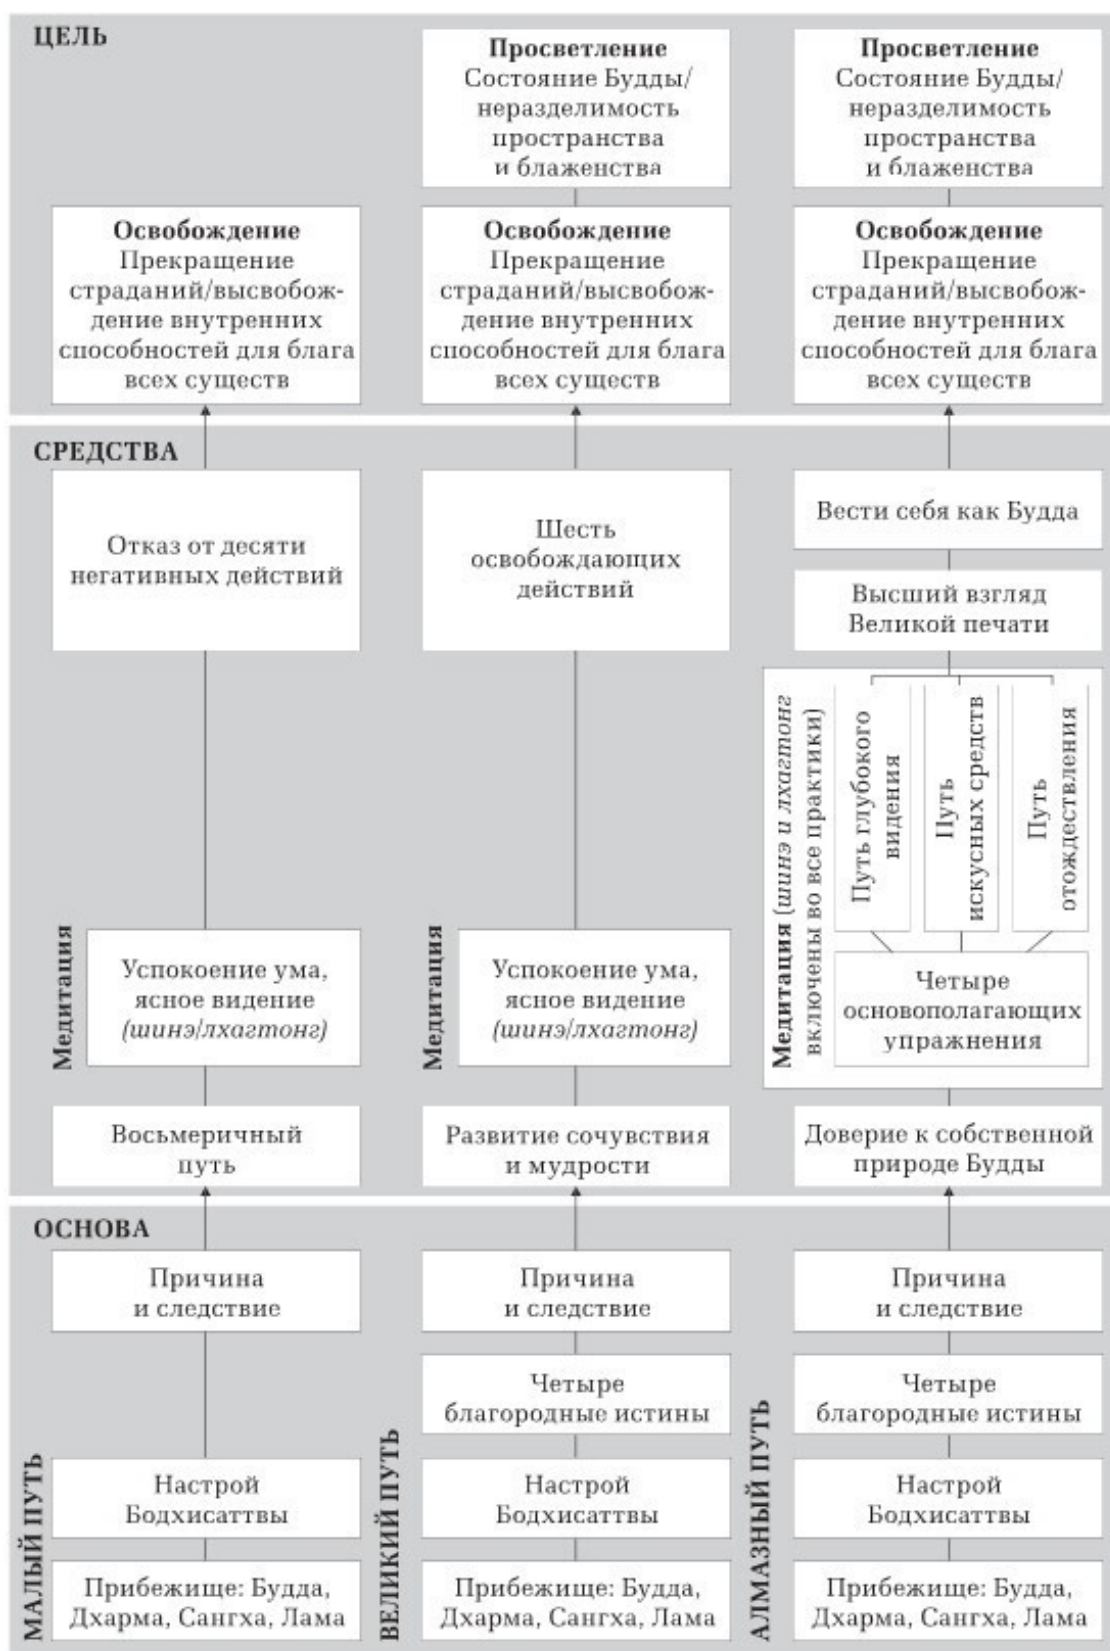 ЦЕЛЬ
Просветление
Состояние Будды/
неразделимость
пространства
и блаженства
Просветление
Состояние Будды/
неразделимость
пространства
и блаженства
Освобождение
Прекращение
страданий/высвобож-
дение внутренних
способностей для блага
всех существ
Освобождение
Прекращение
страданий/высвобож-
дение внутренних
способностей для блага
всех существ
Освобождение
Прекращение
страданий/высвобож-
дение внутренних
способностей для блага
всех существ
СРЕДСТВА
Отказ от десяти
негативных действий
Шесть
освобождающих
действий
Вести себя как Будда
Высший взгляд
Великой печати
Медитация (шинэ и лхагтонг
включены во все практики)
Путь глубокого
видения
Путь
искусных средств
Путь
отождествления
Четыре
основополагающих
упражнения
Медитация
Успокоение ума,
ясное видение
(шинэ/лхагтонг)
Медитация
Успокоение ума,
ясное видение
(шинэ/лхагтонг)
Восьмеричный
путь
Развитие сочувствия
и мудрости
Доверие к собственной
природе Будды
ОСНОВА
МАЛЫЙ ПУТЬ
Причина
и следствие
Настрой
Бодхисаттвы
Прибежище: Будда,
Дхарма, Сангха, Лама
ВЕЛИКИЙ ПУТЬ
Причина
и следствие
Четыре
благородные истины
Настрой
Бодхисаттвы
Прибежище: Будда,
Дхарма, Сангха, Лама
АЛМАЗНЫЙ ПУТЬ
Причина
и следствие
Четыре
благородные истины
Настрой
Бодхисаттвы
Прибежище: Будда,
Дхарма, Сангха, Лама